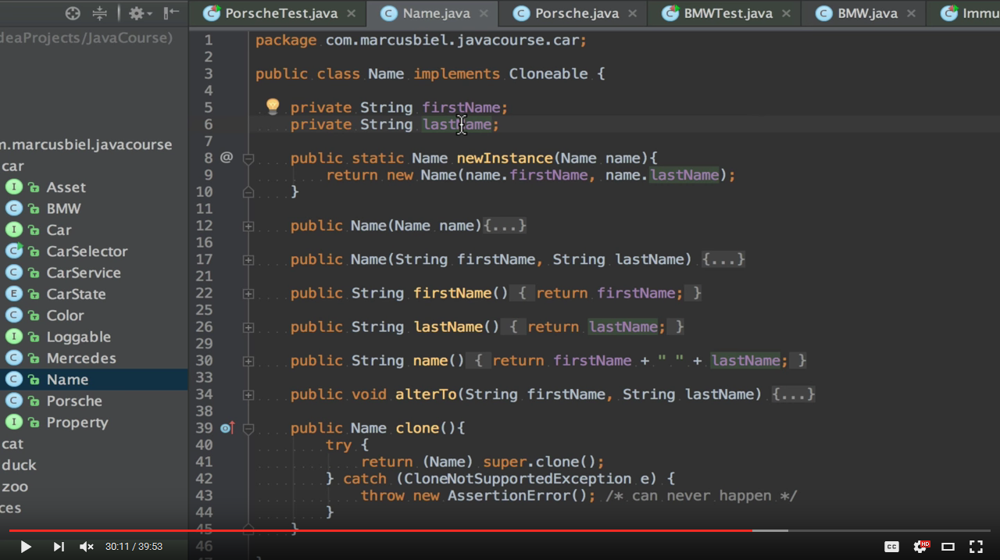 PorscheTest.java
Name.java
Porsche.java
BMWTest.java
BMW.java
Immu
deaProjects/JavaCourse)
n.marcusbiel.javacourse
car
I Asset
C BMW
I Car
C CarSelector
C CarService
E CarState
C Color
I Loggable
C Mercedes
C Name
C Porsche
I Property
cat
duck
zoo
ces
1 package com.marcusbiel.javacourse.car;
2
3 public class Name implements Cloneable {
4
5 private String firstName;
6 private String lastName;
7
8 @ public static Name newInstance(Name name){
9 return new Name(name.firstName, name.lastName);
10 }
11
12 public Name(Name name){...}
16
17 public Name(String firstName, String lastName) {...}
21
22 public String firstName() { return firstName; }
25
26 public String lastName() { return lastName; }
29
30 public String name() { return firstName + " " + lastName; }
33
34 public void alterTo(String firstName, String lastName) {...}
38
39 public Name clone(){
40 try {
41 return (Name) super.clone();
42 } catch (CloneNotSupportedException e) {
43 throw new AssertionError(); /* can never happen */
44 }
45 }
46
30:11 / 39:53
CC
HD